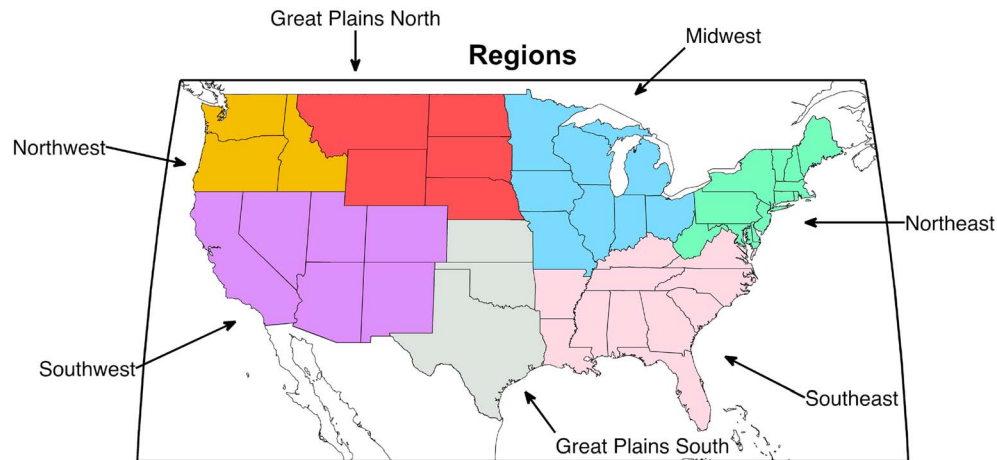 Great Plains North
Midwest
Regions
Northwest
Northeast
Southwest
Southeast
Great Plains South